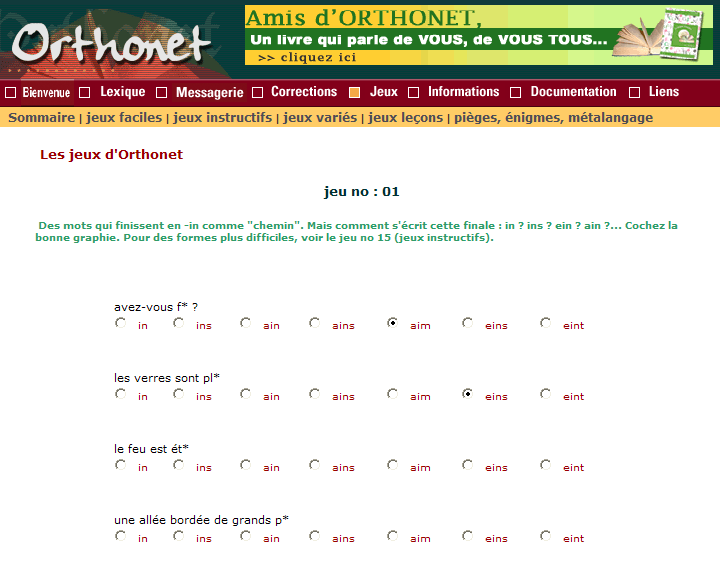 Orthonet
Amis d'ORTHONET,
Un livre qui parle de VOUS, de VOUS TOUS...
>> cliquez ici
Bienvenue Lexique Messagerie Corrections Jeux Informations Documentation Liens
Sommaire | jeux faciles | jeux instructifs | jeux variés | jeux leçons | pièges, énigmes, métalangage
Les jeux d'Orthonet
jeu no : 01
Des mots qui finissent en -in comme "chemin". Mais comment s'écrit cette finale : in ? ins ? ein ? ain ?... Cochez la
bonne graphie. Pour des formes plus difficiles, voir le jeu no 15 (jeux instructifs).
avez-vous f* ?
in ins ain ains aim eins eint
les verres sont pl*
in ins ain ains aim eins eint
le feu est ét*
in ins ain ains aim eins eint
une allée bordée de grands p*
in ins ain ains aim eins eint